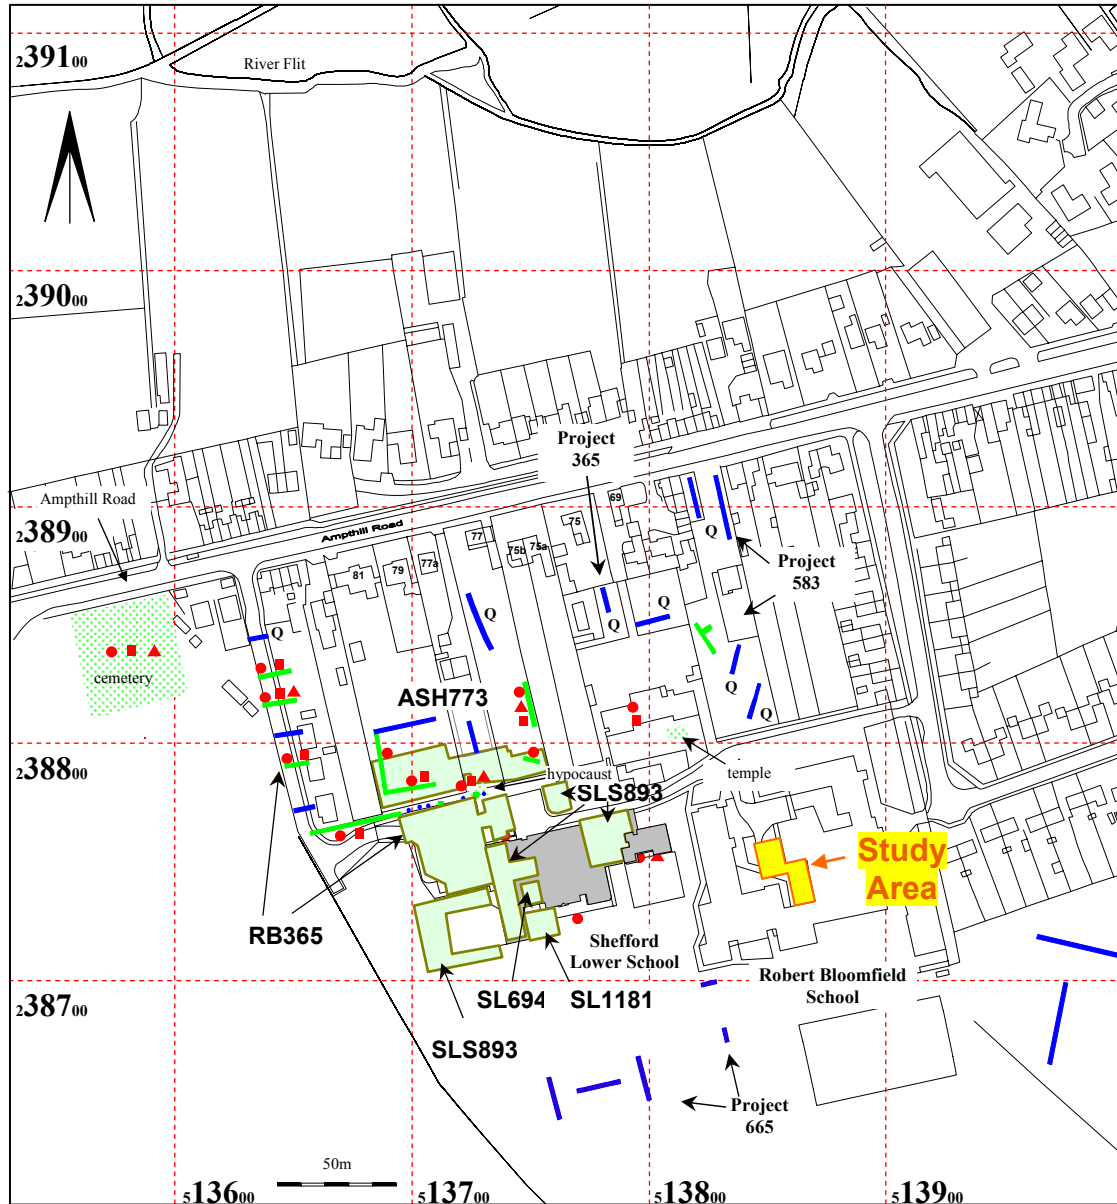 239100
River Flit
239000
Project
365
Ampthill Road
69
238900
Ampthill Road
75
77
75b
75a
Q
Project
583
77a
79
81
Q
Q
Q
Q
cemetery
ASH773
Q
Q
238800
hypocaust
temple
SLS893
Study
Area
RB365
Shefford
Lower School
Robert Bloomfield
School
SL694
SL1181
238700
SLS893
Project
665
50m
513600
513700
513800
513900